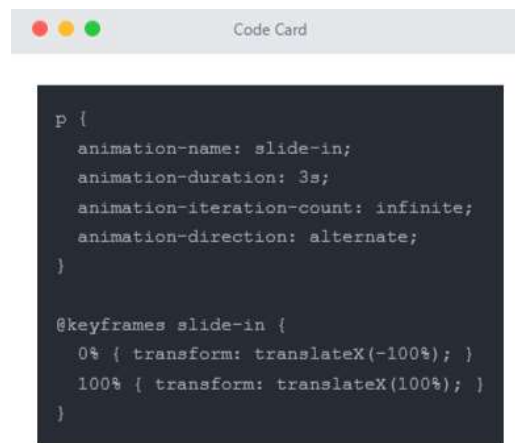 Code Card
p {
  animation-name: slide-in;
  animation-duration: 3s;
  animation-iteration-count: infinite;
  animation-direction: alternate;
}
@keyframes slide-in {
  0% { transform: translateX(-100%); }
  100% { transform: translateX(100%); }
}